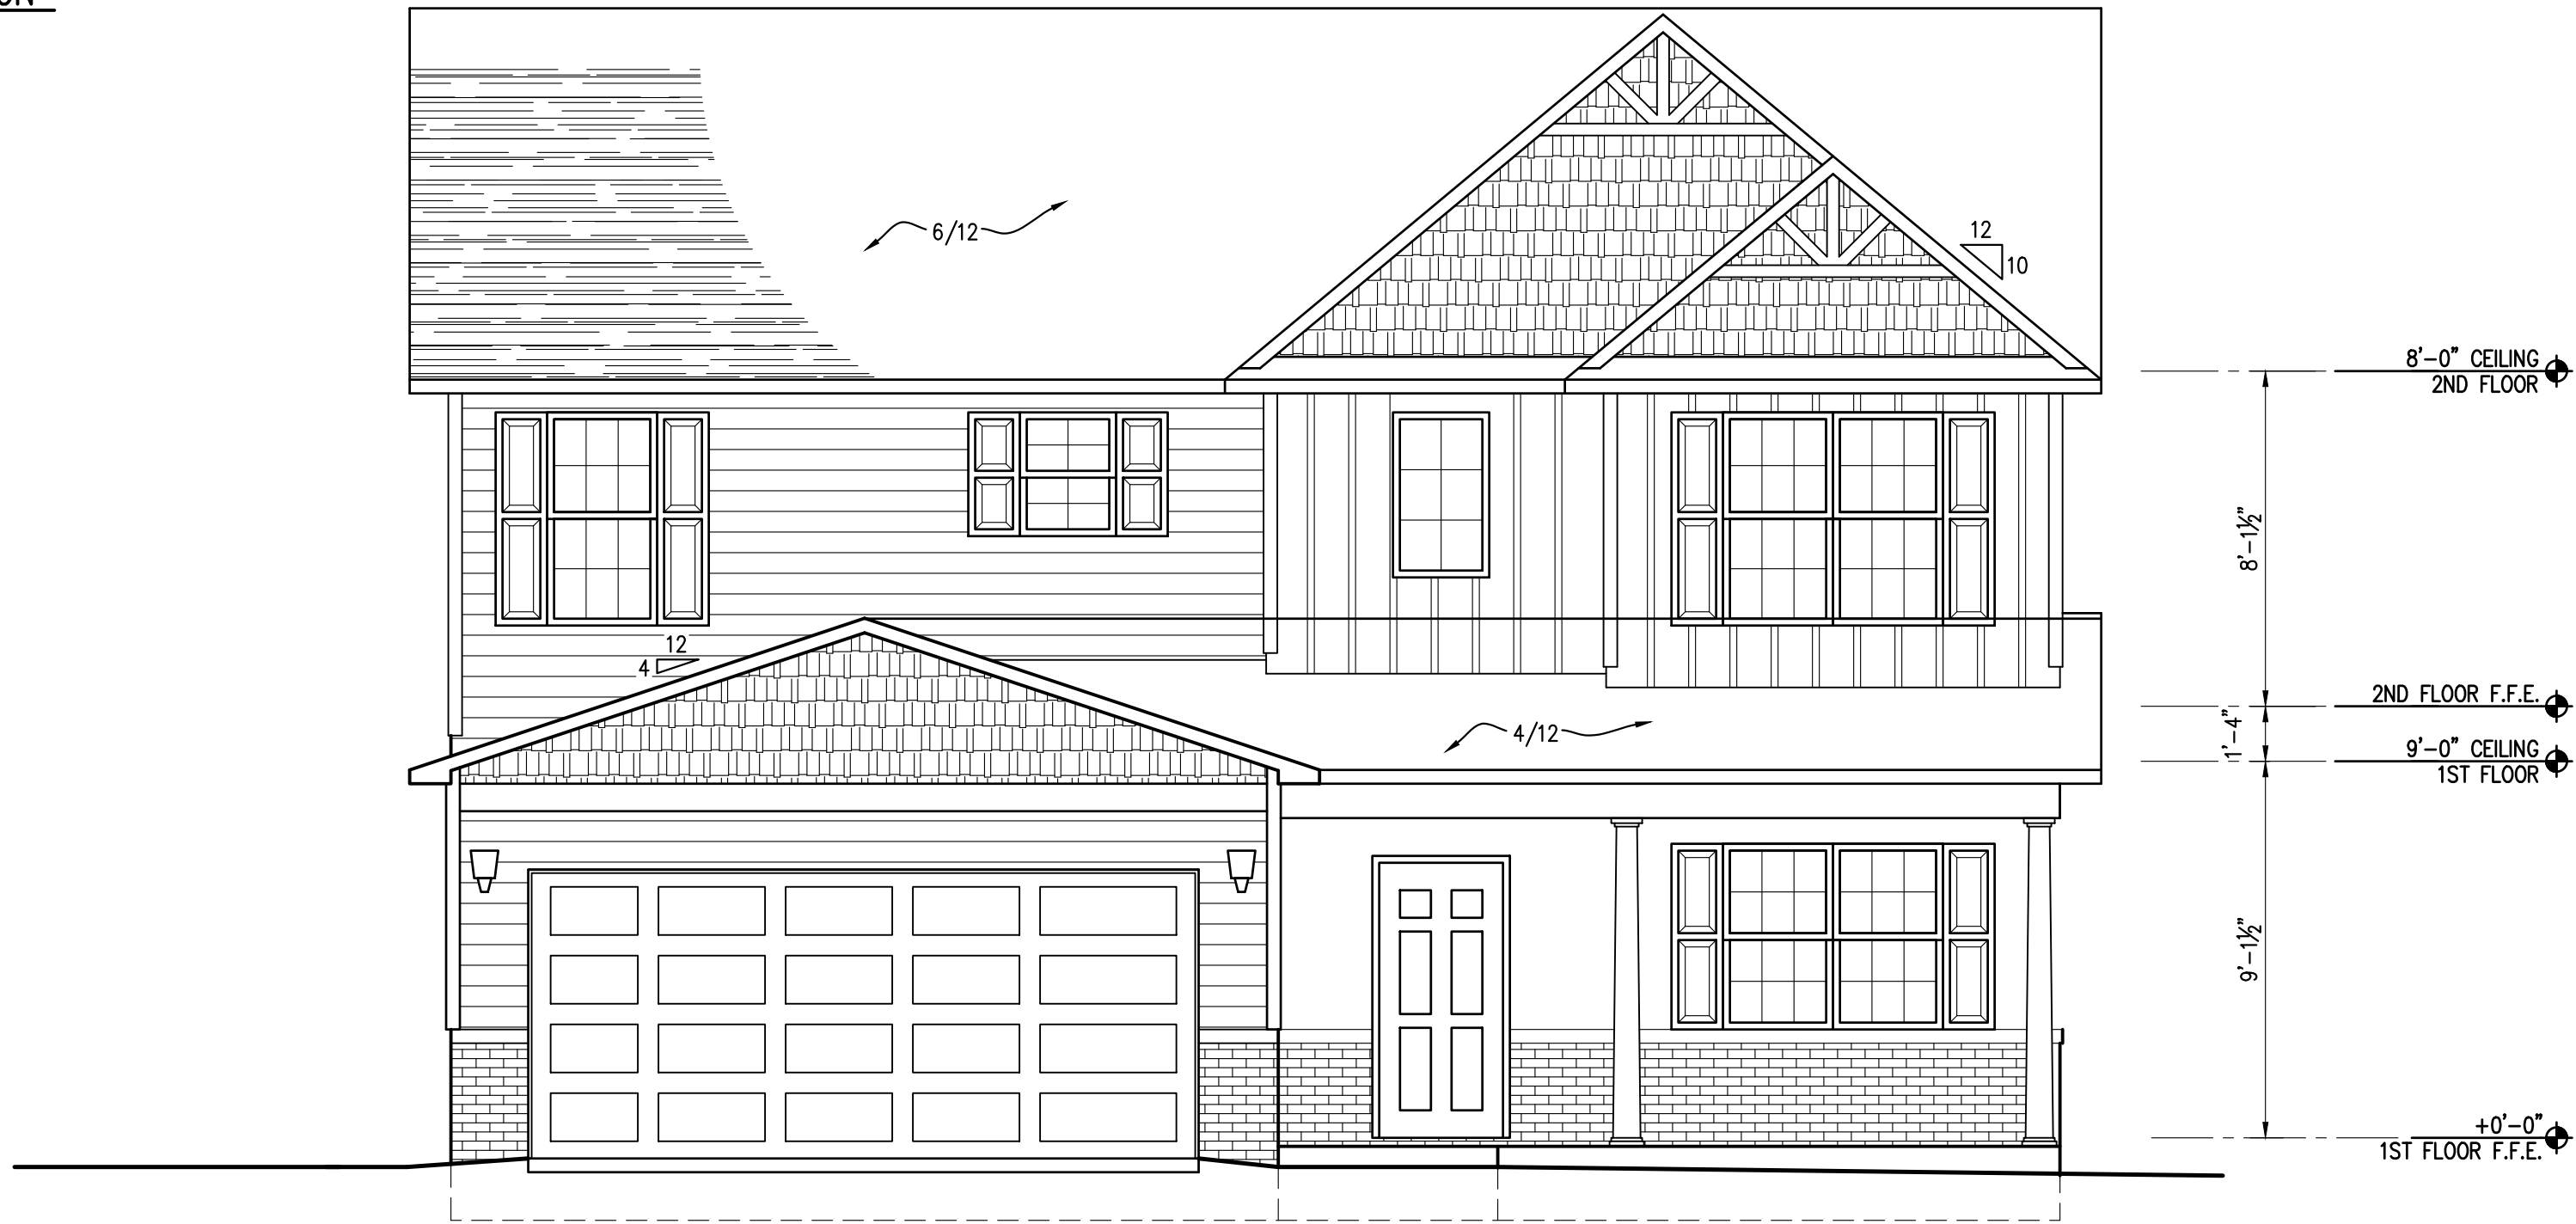 6/12
12
10
8'-0" CEILING
2ND FLOOR
8'-1½"
12
4
2ND FLOOR F.F.E.
1'-4"
4/12
9'-0" CEILING
1ST FLOOR
9'-1½"
+0'-0"
1ST FLOOR F.F.E.